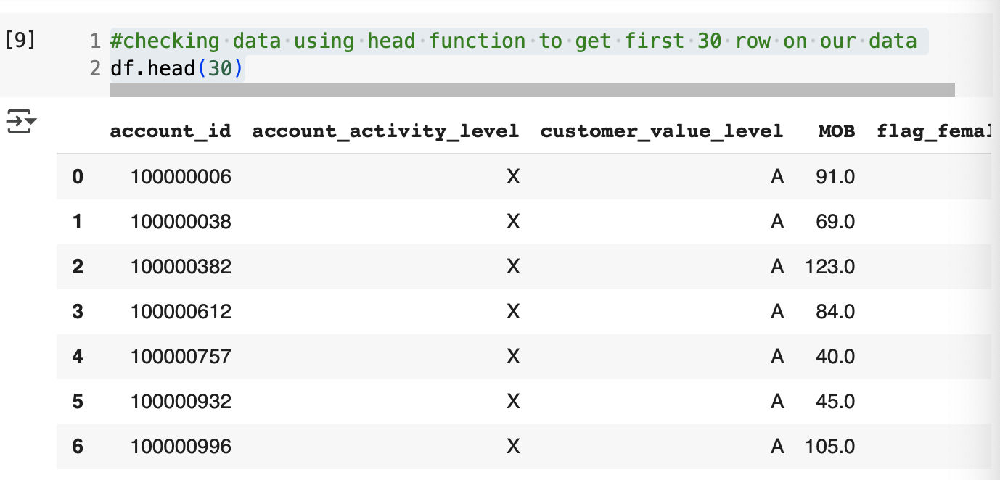 [9] 1 #checking data using head function to get first 30 row on our data
2 df.head(30)
account_id account_activity_level customer_value_level MOB flag_femal
0 100000006 X A 91.0
1 100000038 X A 69.0
2 100000382 X A 123.0
3 100000612 X A 84.0
4 100000757 X A 40.0
5 100000932 X A 45.0
6 100000996 X A 105.0